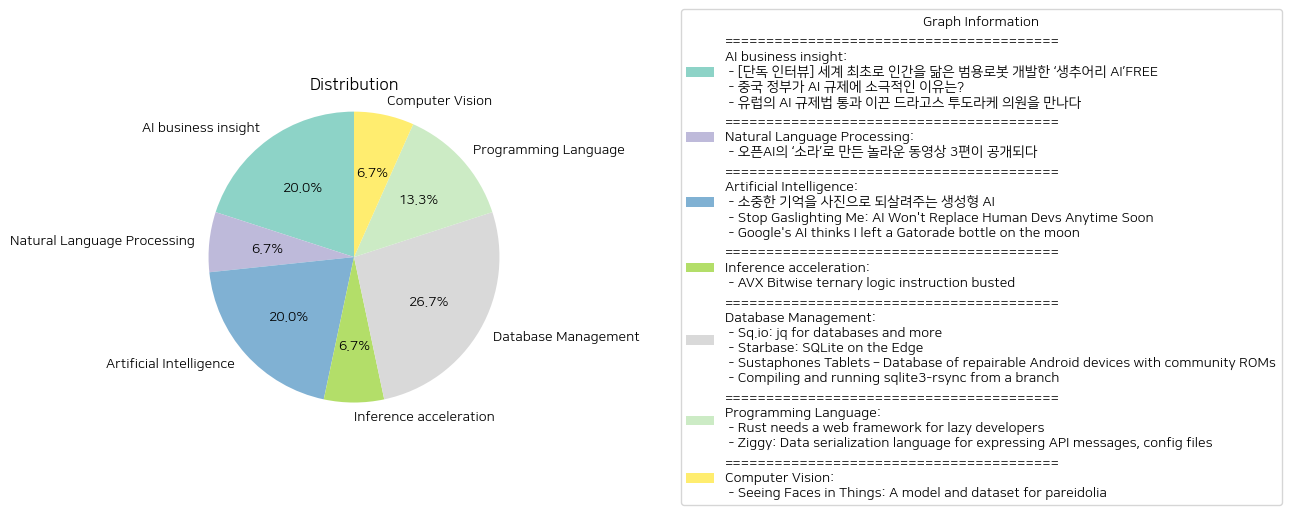 Distribution
Computer Vision
AI business insight
Programming Language
6.7%
20.0%
13.3%
Natural Language Processing
6.7%
26.7%
20.0%
Database Management
6.7%
Artificial Intelligence
Inference acceleration
Graph Information
========================================
AI business insight:
- [단독 인터뷰] 세계 최초로 인간을 닮은 범용로봇 개발한 ‘생추어리 AI’FREE
- 중국 정부가 AI 규제에 소극적인 이유는?
- 유럽의 AI 규제법 통과 이끈 드라고스 투도라케 의원을 만나다
========================================
Natural Language Processing:
- 오픈AI의 ‘소라’로 만든 놀라운 동영상 3편이 공개되다
========================================
Artificial Intelligence:
- 소중한 기억을 사진으로 되살려주는 생성형 AI
- Stop Gaslighting Me: AI Won't Replace Human Devs Anytime Soon
- Google's AI thinks I left a Gatorade bottle on the moon
========================================
Inference acceleration:
- AVX Bitwise ternary logic instruction busted
========================================
Database Management:
- Sq.io: jq for databases and more
- Starbase: SQLite on the Edge
- Sustaphones Tablets – Database of repairable Android devices with community ROMs
- Compiling and running sqlite3-rsync from a branch
========================================
Programming Language:
- Rust needs a web framework for lazy developers
- Ziggy: Data serialization language for expressing API messages, config files
========================================
Computer Vision:
- Seeing Faces in Things: A model and dataset for pareidolia